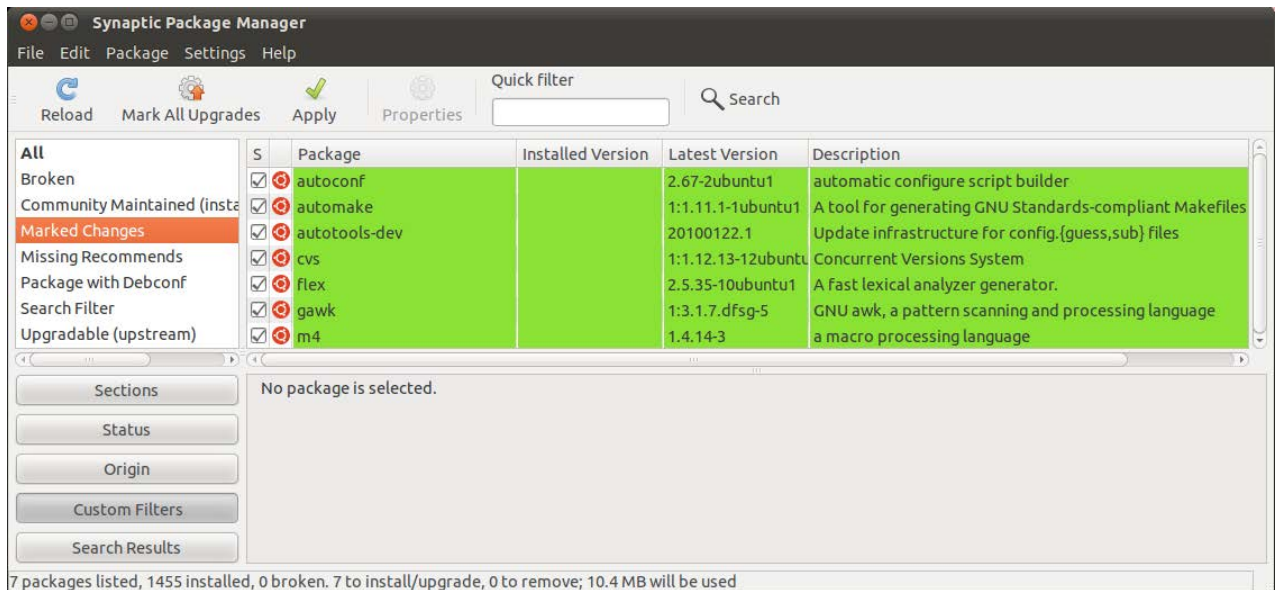 Synaptic Package Manager
File Edit Package Settings Help
Reload Mark All Upgrades Apply Properties Quick filter Search
All
Broken
Community Maintained (insta
Marked Changes
Missing Recommends
Package with Debconf
Search Filter
Upgradable (upstream)
S Package Installed Version Latest Version Description
autoconf 2.67-2ubuntu1 automatic configure script builder
automake 1:1.11.1-1ubuntu1 A tool for generating GNU Standards-compliant Makefiles
autotools-dev 20100122.1 Update infrastructure for config.{guess,sub} files
cvs 1:1.12.13-12ubuntu Concurrent Versions System
flex 2.5.35-10ubuntu1 A fast lexical analyzer generator.
gawk 1:3.1.7.dfsg-5 GNU awk, a pattern scanning and processing language
m4 1.4.14-3 a macro processing language
Sections
Status
Origin
Custom Filters
Search Results
No package is selected.
7 packages listed, 1455 installed, 0 broken. 7 to install/upgrade, 0 to remove; 10.4 MB will be used